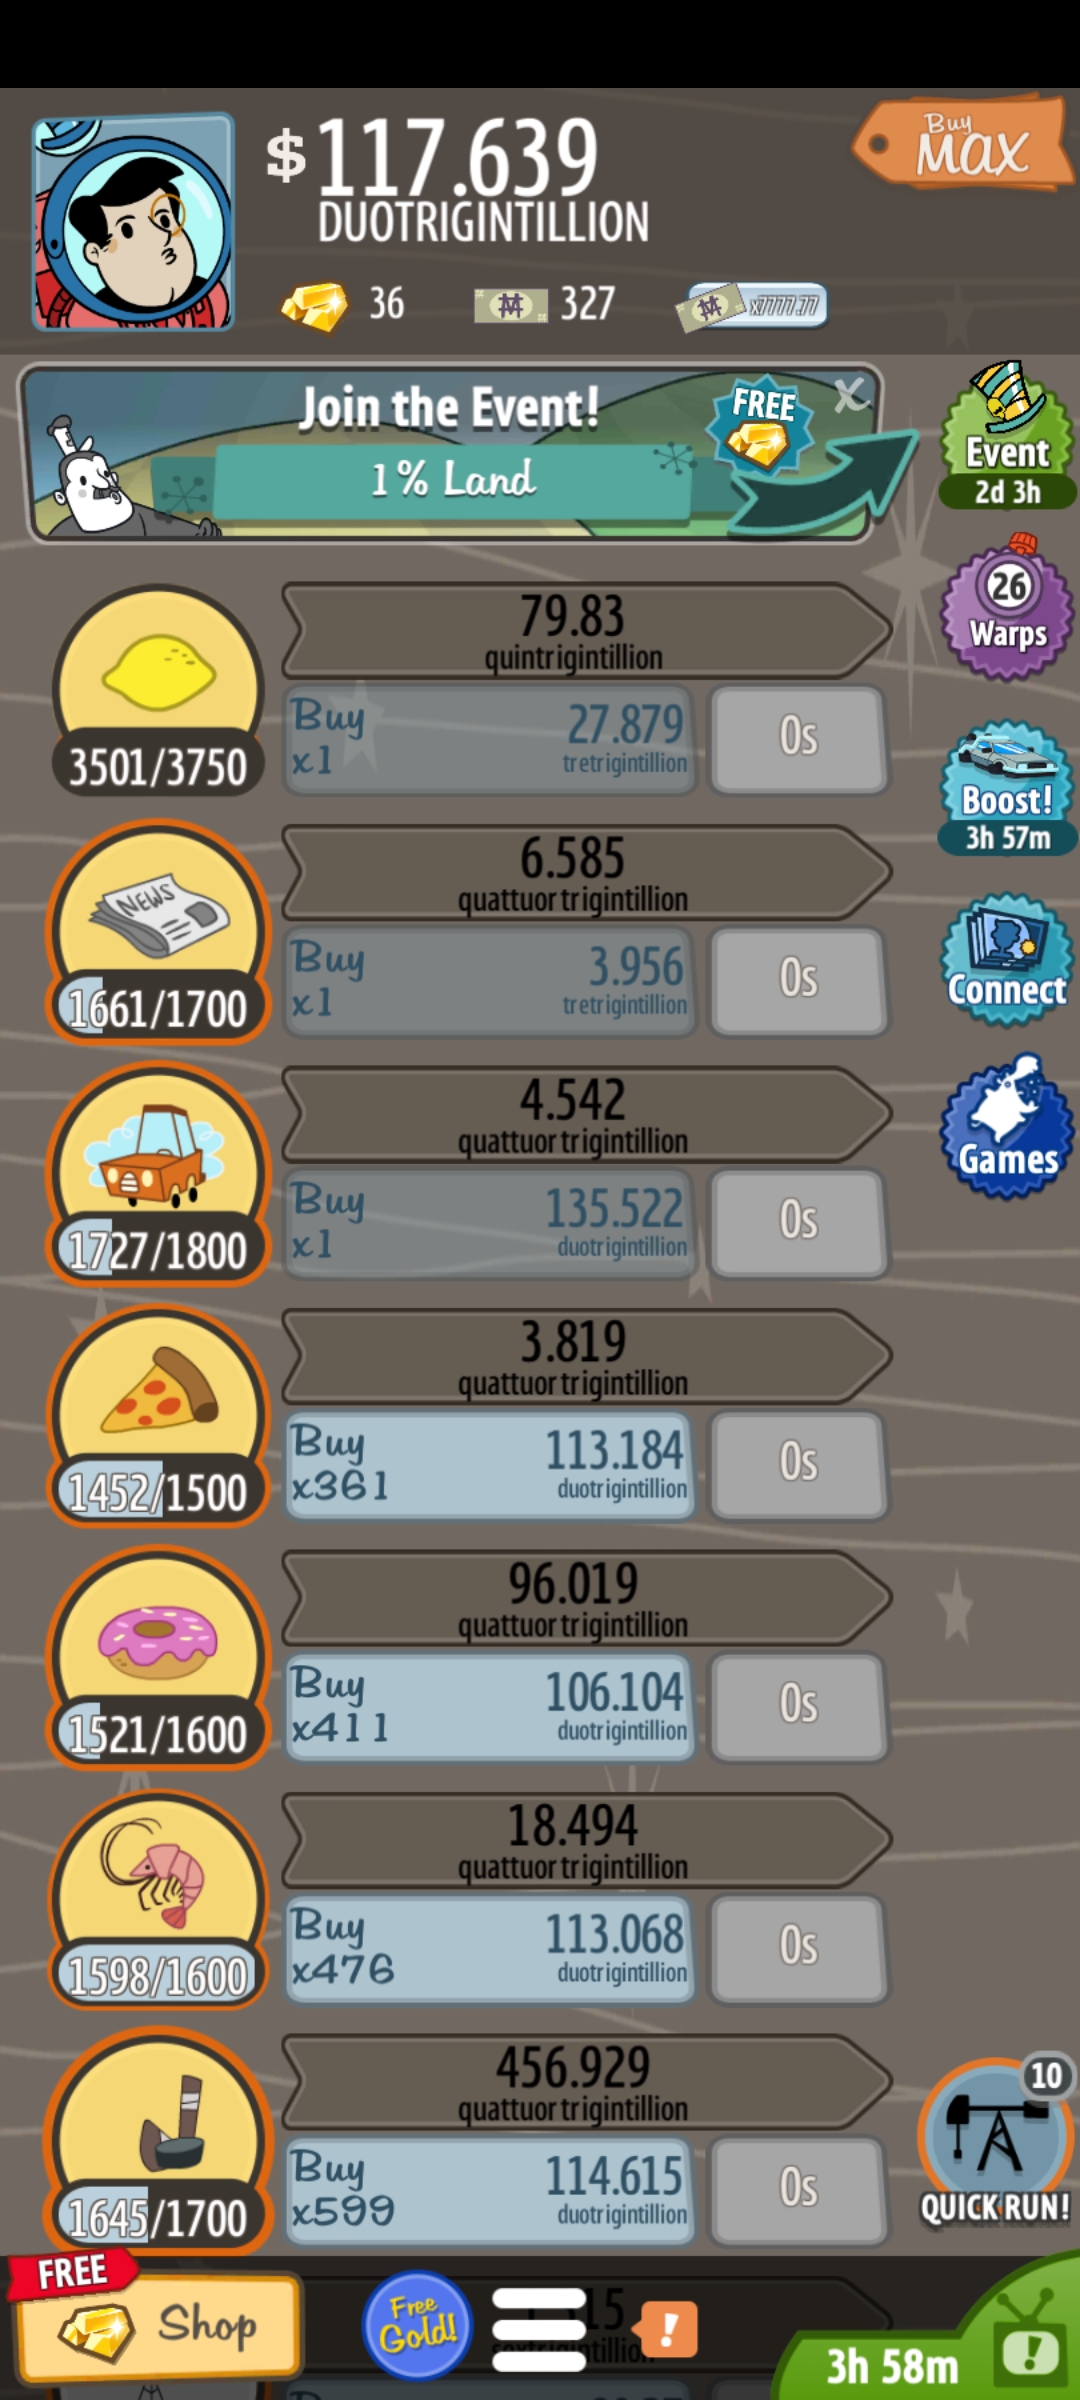 $117.639
DUOTRIGINTILLION
Buy
MAX
36
327
x7777.77
Join the Event!
1% Land
FREE
X
Event
2d 3h
26
Warps
Boost!
3h 57m
Connect
Games
79.83
quintrigintillion
3501/3750
Buy
x1
27.879
tretrigintillion
0s
NEWS
6.585
quattuortrigintillion
1661/1700
Buy
x1
3.956
tretrigintillion
0s
4.542
quattuortrigintillion
1727/1800
Buy
x1
135.522
duotrigintillion
0s
3.819
quattuortrigintillion
1452/1500
Buy
x361
113.184
duotrigintillion
0s
96.019
quattuortrigintillion
1521/1600
Buy
x411
106.104
duotrigintillion
0s
18.494
quattuortrigintillion
1598/1600
Buy
x476
113.068
duotrigintillion
0s
456.929
quattuortrigintillion
1645/1700
Buy
x599
114.615
duotrigintillion
0s
10
QUICK RUN!
FREE
Shop
Free
Gold!
!
3h 58m
!